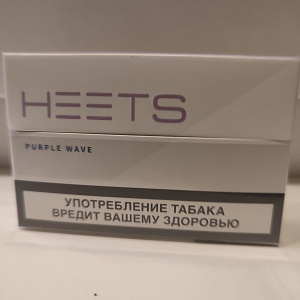 HEETS
PURPLE WAVE
УПОТРЕБЛЕНИЕ ТАБАКА
ВРЕДИТ ВАШЕМУ ЗДОРОВЬЮ